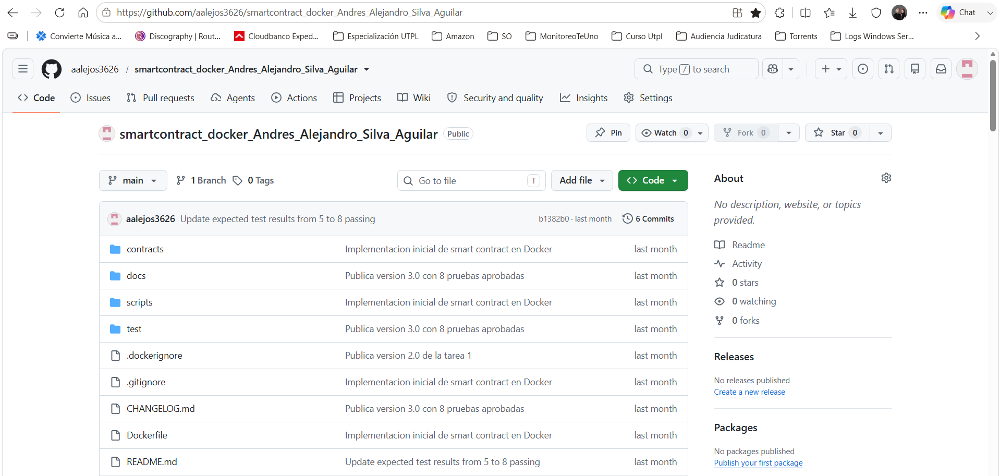 https://github.com/aalejos3626/smartcontract_docker_Andres_Alejandro_Silva_Aguilar
Chat
Convierte Música a...
Discography | Rout...
Cloudbanco Exped...
Especialización UTPL
Amazon
SO
MonitoreoTeUno
Curso Utpl
Audiencia Judicatura
Torrents
Logs Windows Ser...
aalejos3626 / smartcontract_docker_Andres_Alejandro_Silva_Aguilar
Type / to search
Code
Issues
Pull requests
Agents
Actions
Projects
Wiki
Security and quality
Insights
Settings
smartcontract_docker_Andres_Alejandro_Silva_Aguilar Public
Pin
Watch 0
Fork 0
Star 0
main
1 Branch
0 Tags
Go to file T
Add file
Code
aalejos3626 Update expected test results from 5 to 8 passing b1382b0 · last month 6 Commits
contracts Implementacion inicial de smart contract en Docker last month
docs Publica version 3.0 con 8 pruebas aprobadas last month
scripts Implementacion inicial de smart contract en Docker last month
test Publica version 3.0 con 8 pruebas aprobadas last month
.dockerignore Publica version 2.0 de la tarea 1 last month
.gitignore Implementacion inicial de smart contract en Docker last month
CHANGELOG.md Publica version 3.0 con 8 pruebas aprobadas last month
Dockerfile Implementacion inicial de smart contract en Docker last month
README.md Update expected test results from 5 to 8 passing last month
About
No description, website, or topics
provided.
Readme
Activity
0 stars
0 watching
0 forks
Releases
No releases published
Create a new release
Packages
No packages published
Publish your first package